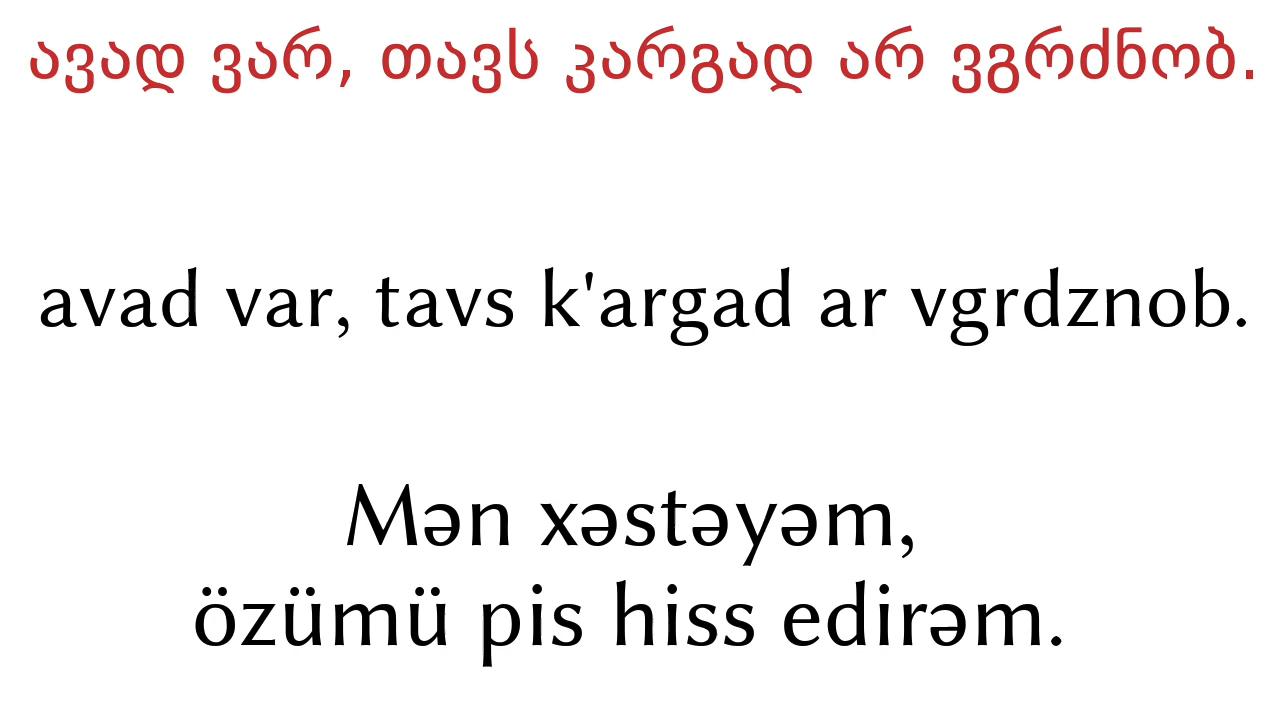 ავად ვარ, თავს კარგად არ ვგრძნობ.
avad var, tavs k'argad ar vgrdznob.
Mən xəstəyəm,
özümü pis hiss edirəm.